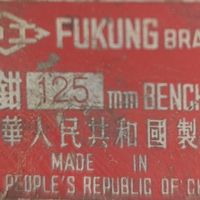 FUKUNG BRA
鉗 125 mm BENCH
華人民共和國製
MADE IN
PEOPLE'S REPUBLIC OF C